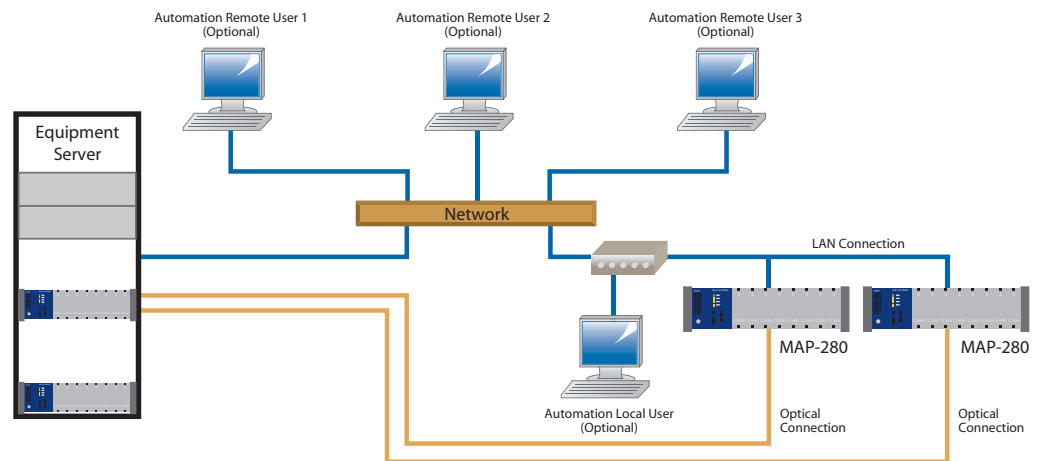 Automation Remote User 1
(Optional)
Automation Remote User 2
(Optional)
Automation Remote User 3
(Optional)
Equipment
Server
Network
LAN Connection
MAP-280
MAP-280
Automation Local User
(Optional)
Optical
Connection
Optical
Connection